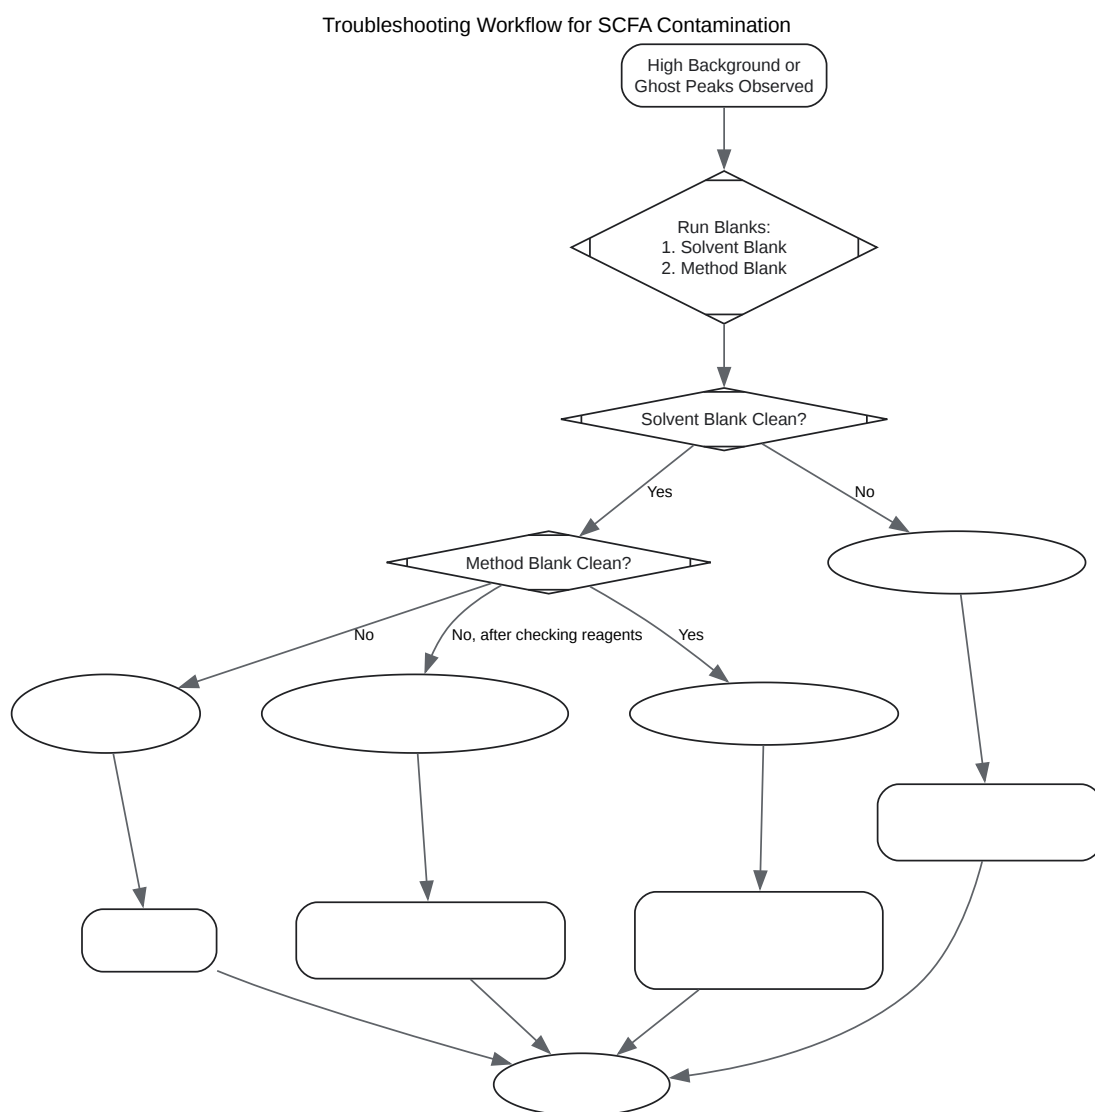 Troubleshooting Workflow for SCFA Contamination
High Background or
Ghost Peaks Observed
Run Blanks:
1. Solvent Blank
2. Method Blank
Solvent Blank Clean?
Yes
No
Method Blank Clean?
No
No, after checking reagents
Yes